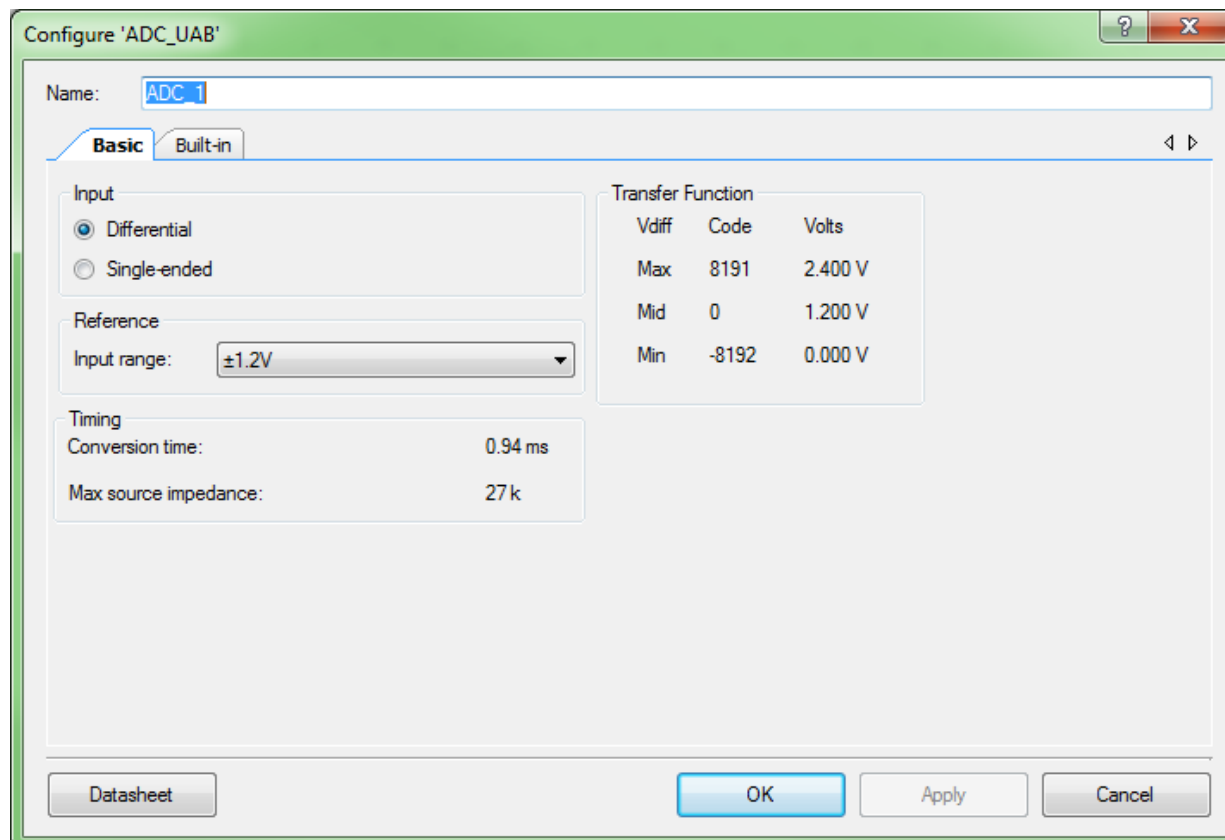 Configure 'ADC_UAB'
Name: ADC_1
Basic Built-in
Input
Differential
Single-ended
Reference
Input range: ±1.2V
Timing
Conversion time: 0.94 ms
Max source impedance: 27 k
Transfer Function
Vdiff Code Volts
Max 8191 2.400 V
Mid 0 1.200 V
Min -8192 0.000 V
Datasheet OK Apply Cancel